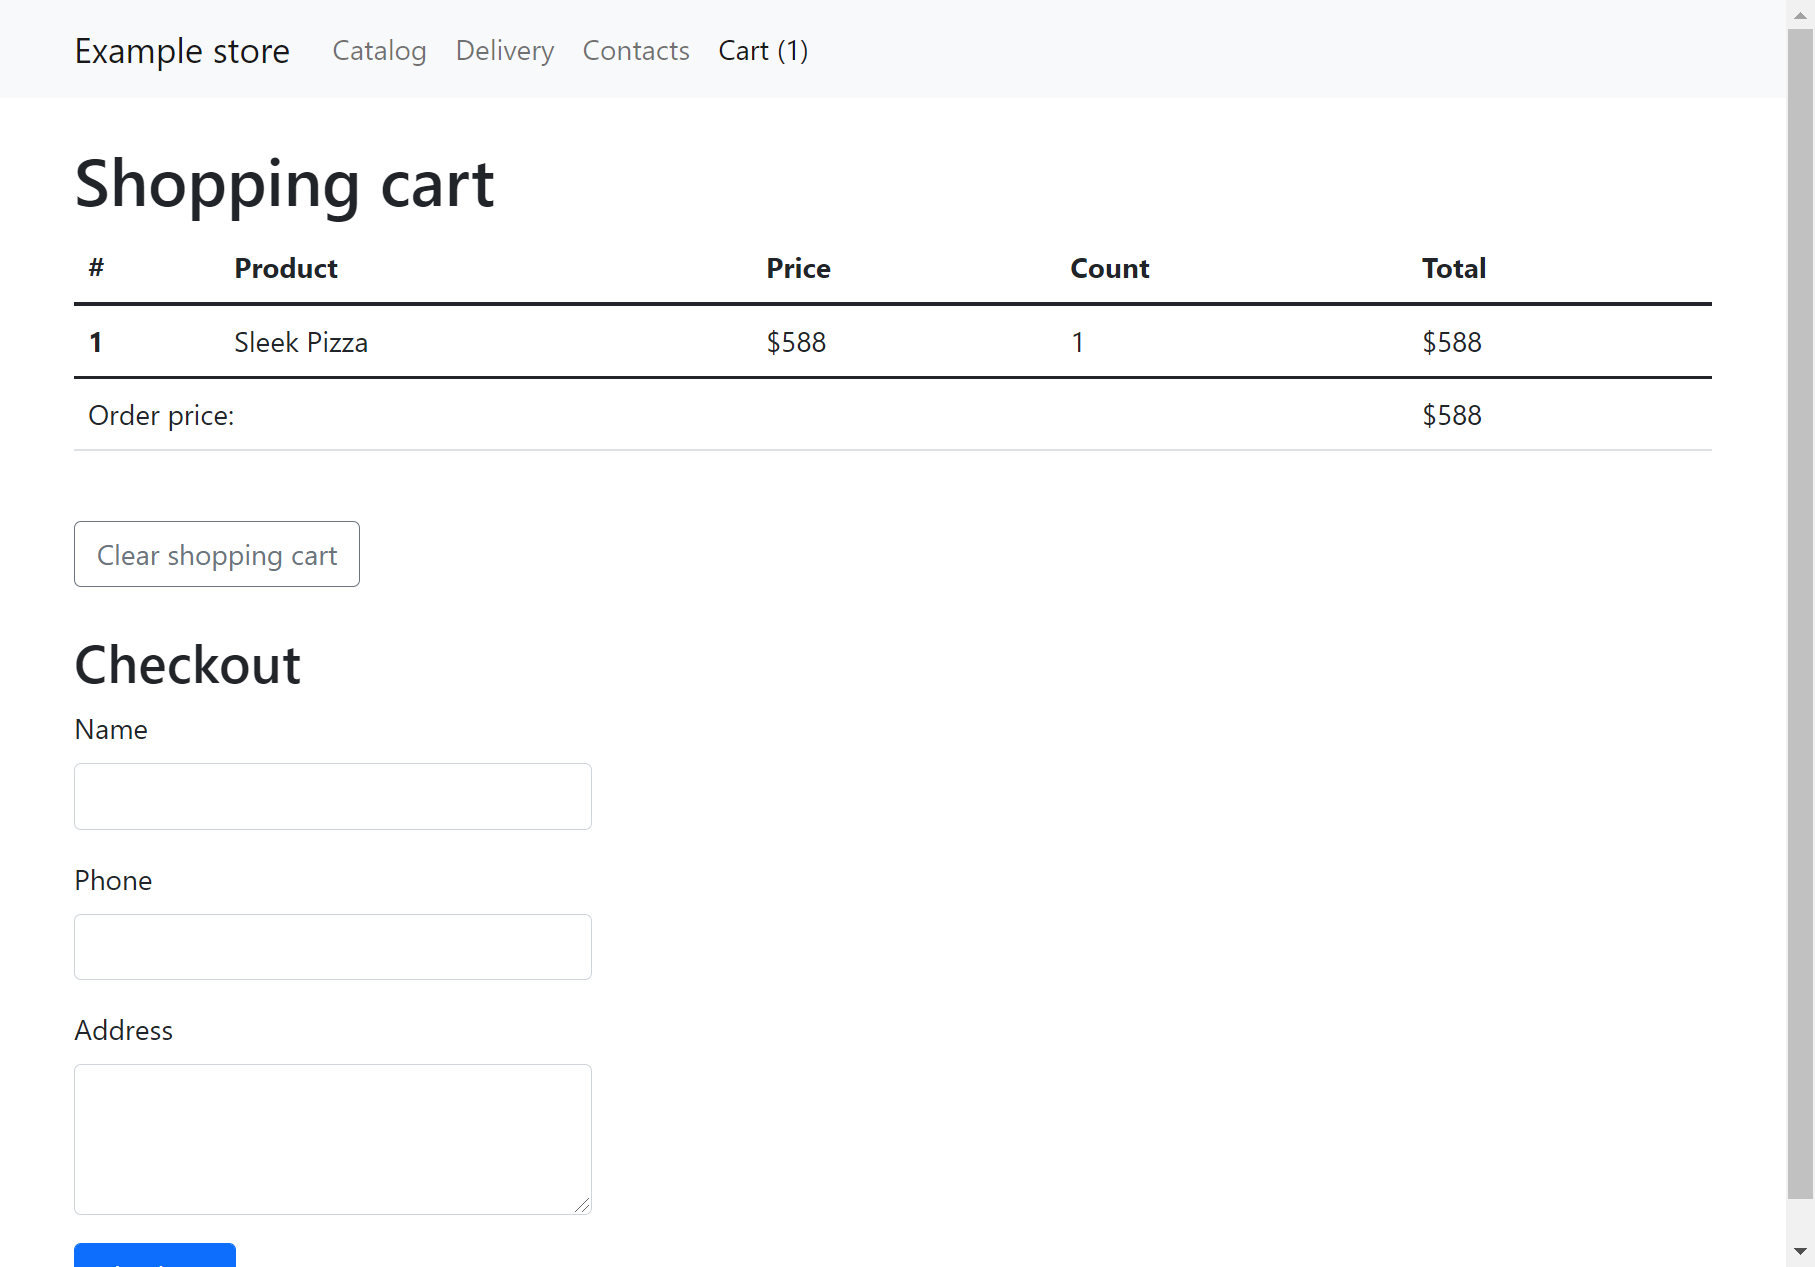 Example store Catalog Delivery Contacts Cart (1)
Shopping cart
# Product Price Count Total
1 Sleek Pizza $588 1 $588
Order price: $588
Clear shopping cart
Checkout
Name
Phone
Address